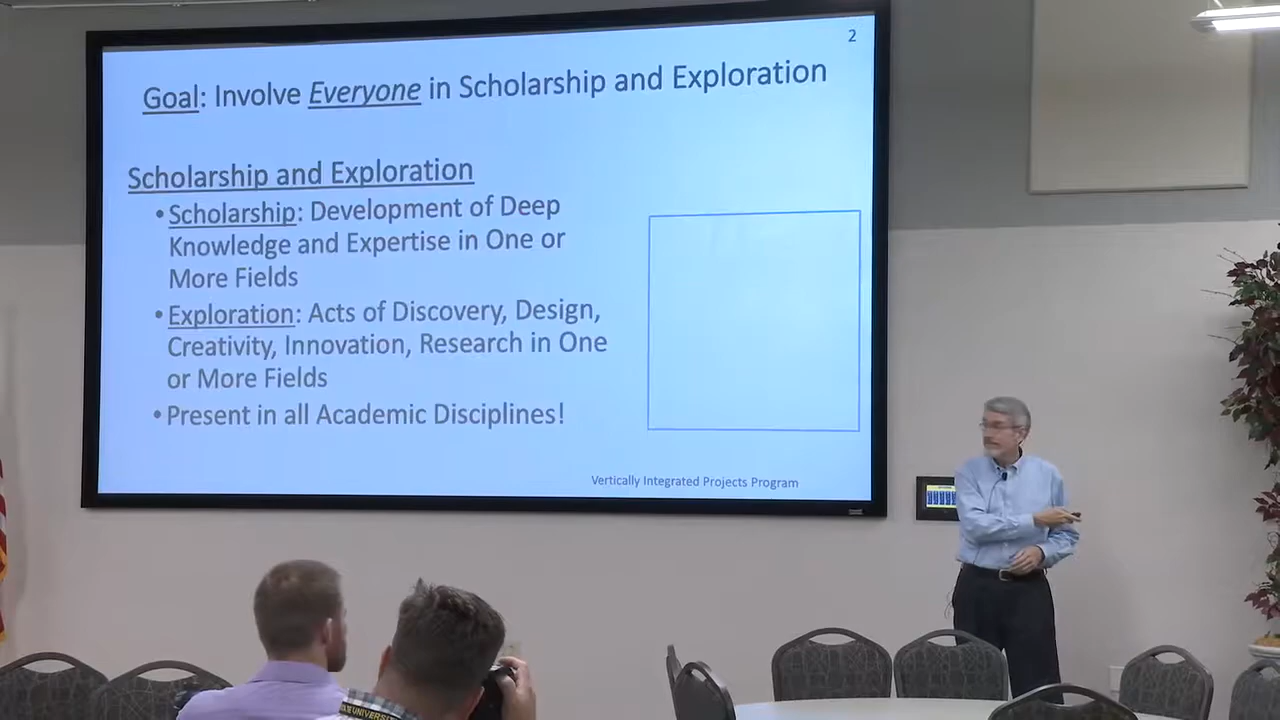 2
Goal: Involve Everyone in Scholarship and Exploration
Scholarship and Exploration
•Scholarship: Development of Deep
Knowledge and Expertise in One or
More Fields
•Exploration: Acts of Discovery, Design,
Creativity, Innovation, Research in One
or More Fields
•Present in all Academic Disciplines!
Vertically Integrated Projects Program
UNIVERSITY